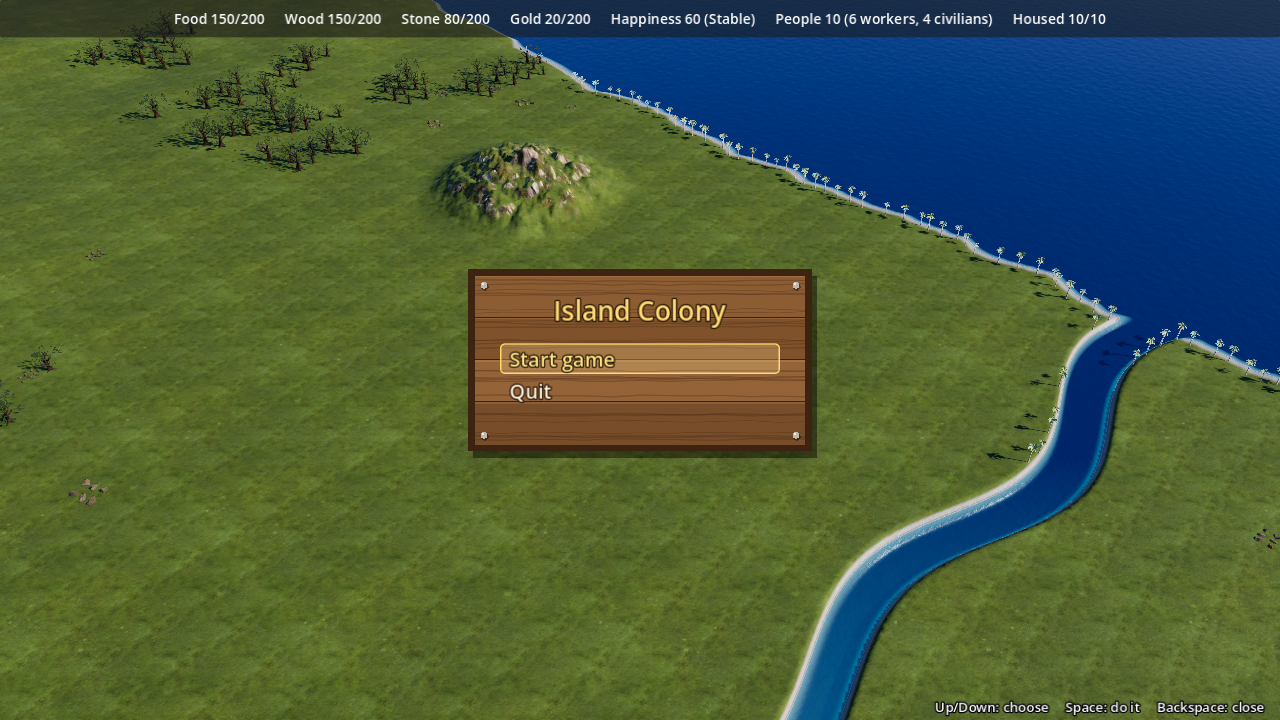 Food 150/200 Wood 150/200 Stone 80/200 Gold 20/200 Happiness 60 (Stable) People 10 (6 workers, 4 civilians) Housed 10/10
Island Colony
Start game
Quit
Up/Down: choose Space: do it Backspace: close